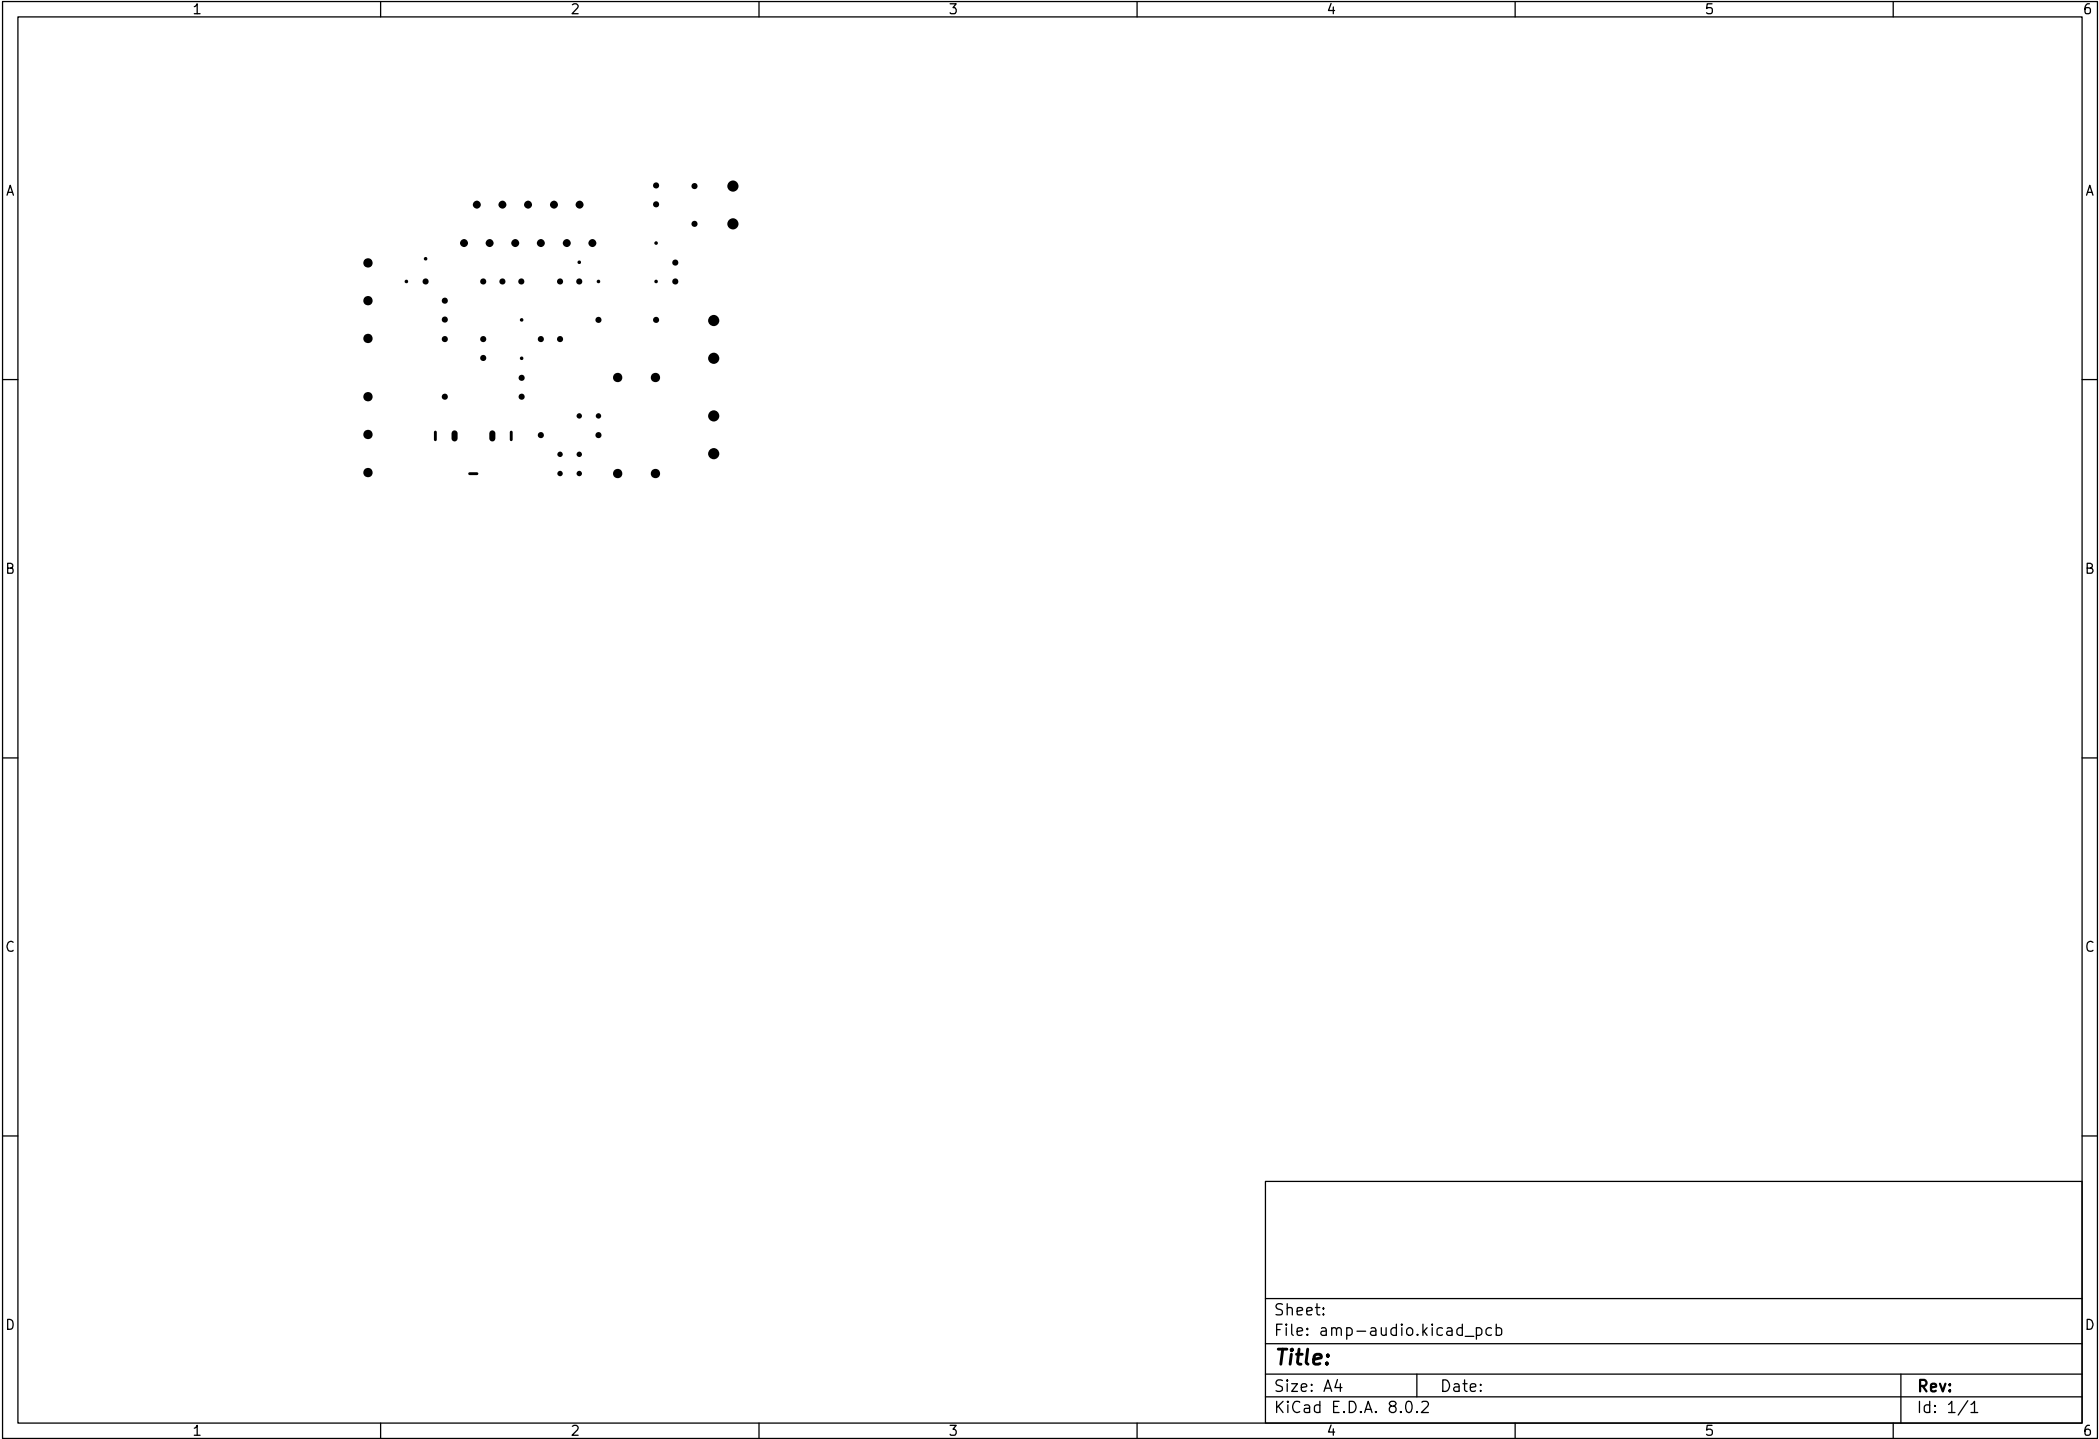 1 2 3 4 5 6
A A
B B
C C
Sheet:
File: amp-audio.kicad_pcb
D D
Title:
Size: A4 Date: Rev:
KiCad E.D.A. 8.0.2 Id: 1/1
1 2 3 4 5 6